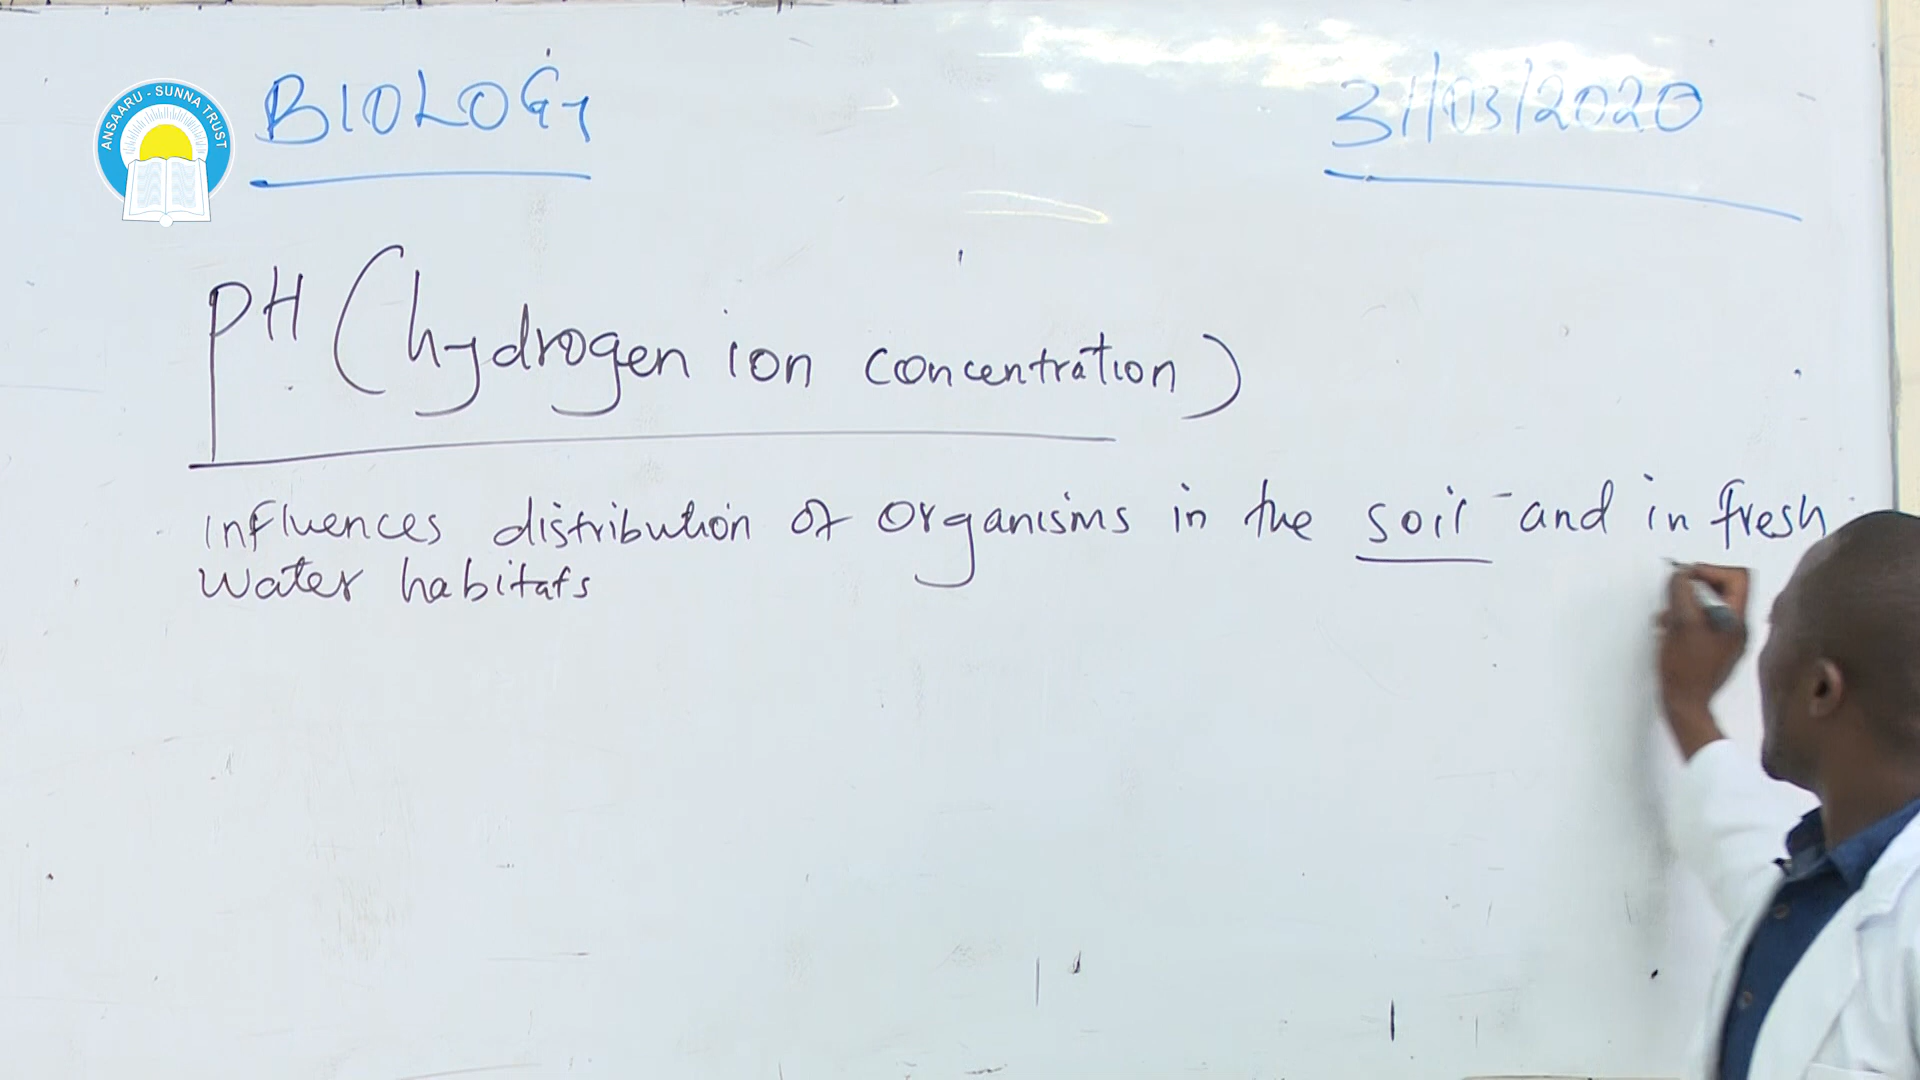 ANSAARU - SUNNA TRUST
BIOLOGY
31/03/2020
pH (hydrogen ion concentration)
Influences distribution of organisms in the soil and in fresh
water habitats